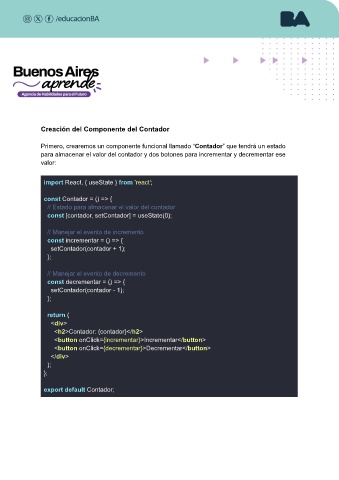 /educacionBA
BA
Buenos Aires
aprende
Agencia de Habilidades para el Futuro
Creación del Componente del Contador
Primero, crearemos un componente funcional llamado "Contador" que tendrá un estado
para almacenar el valor del contador y dos botones para incrementar y decrementar ese
valor:
import React, { useState } from 'react';
const Contador = () => {
// Estado para almacenar el valor del contador
const [contador, setContador] = useState(0);
// Manejar el evento de incremento
const incrementar = () => {
setContador(contador + 1);
};
// Manejar el evento de decremento
const decrementar = () => {
setContador(contador - 1);
};
return (
<div>
<h2>Contador: {contador}</h2>
<button onClick={incrementar}>Incrementar</button>
<button onClick={decrementar}>Decrementar</button>
</div>
);
};
export default Contador;